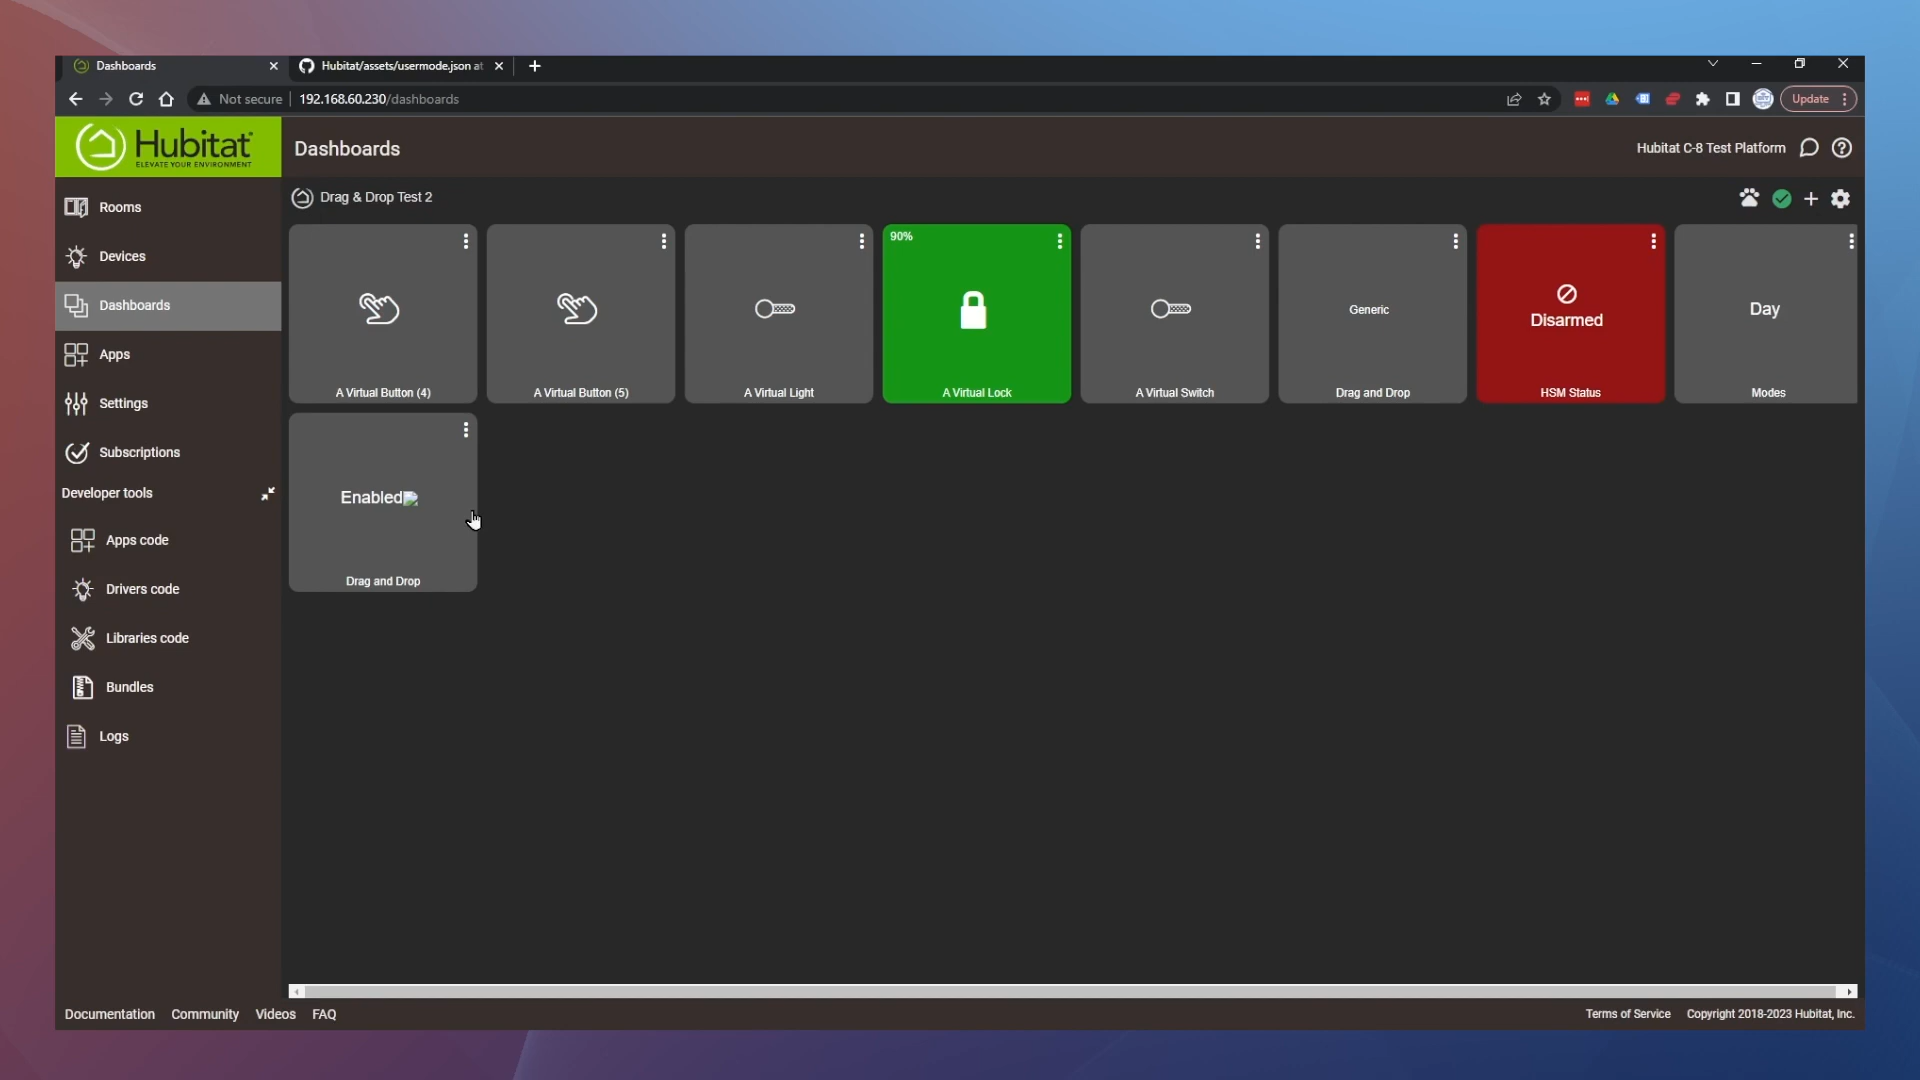 Dashboards
Hubitat/assets/usermode.json at
Not secure
192.168.60.230/dashboards
Update
Hubitat
ELEVATE YOUR ENVIRONMENT
Dashboards
Hubitat C-8 Test Platform
Rooms
Devices
Dashboards
Apps
Settings
Subscriptions
Developer tools
Apps code
Drivers code
Libraries code
Bundles
Logs
Drag & Drop Test 2
A Virtual Button (4)
A Virtual Button (5)
A Virtual Light
90%
A Virtual Lock
A Virtual Switch
Generic
Drag and Drop
Disarmed
HSM Status
Day
Modes
Enabled
Drag and Drop
Documentation
Community
Videos
FAQ
Terms of Service
Copyright 2018-2023 Hubitat, Inc.